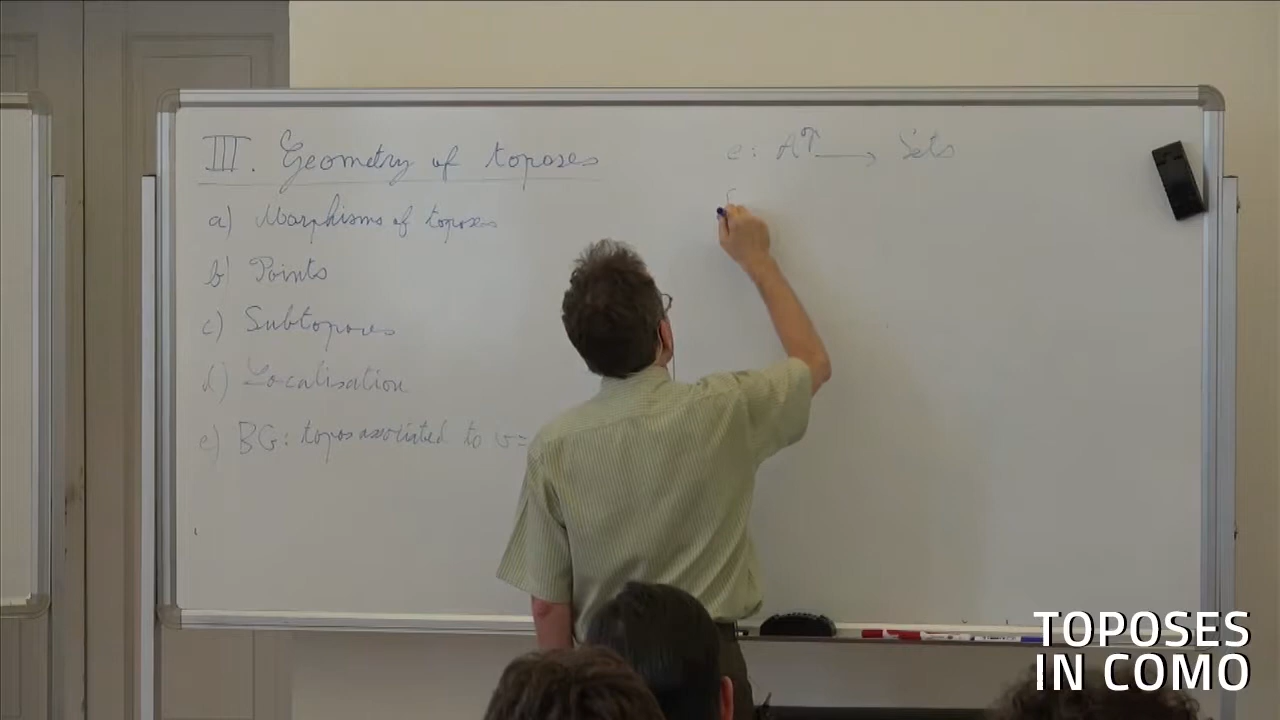 III. Geometry of toposes
a) Morphisms of toposes
b) Points
c) Subtoposes
d) Localisation
e) BG: topos associated to
e: A → Sets
TOPOSES
IN COMO